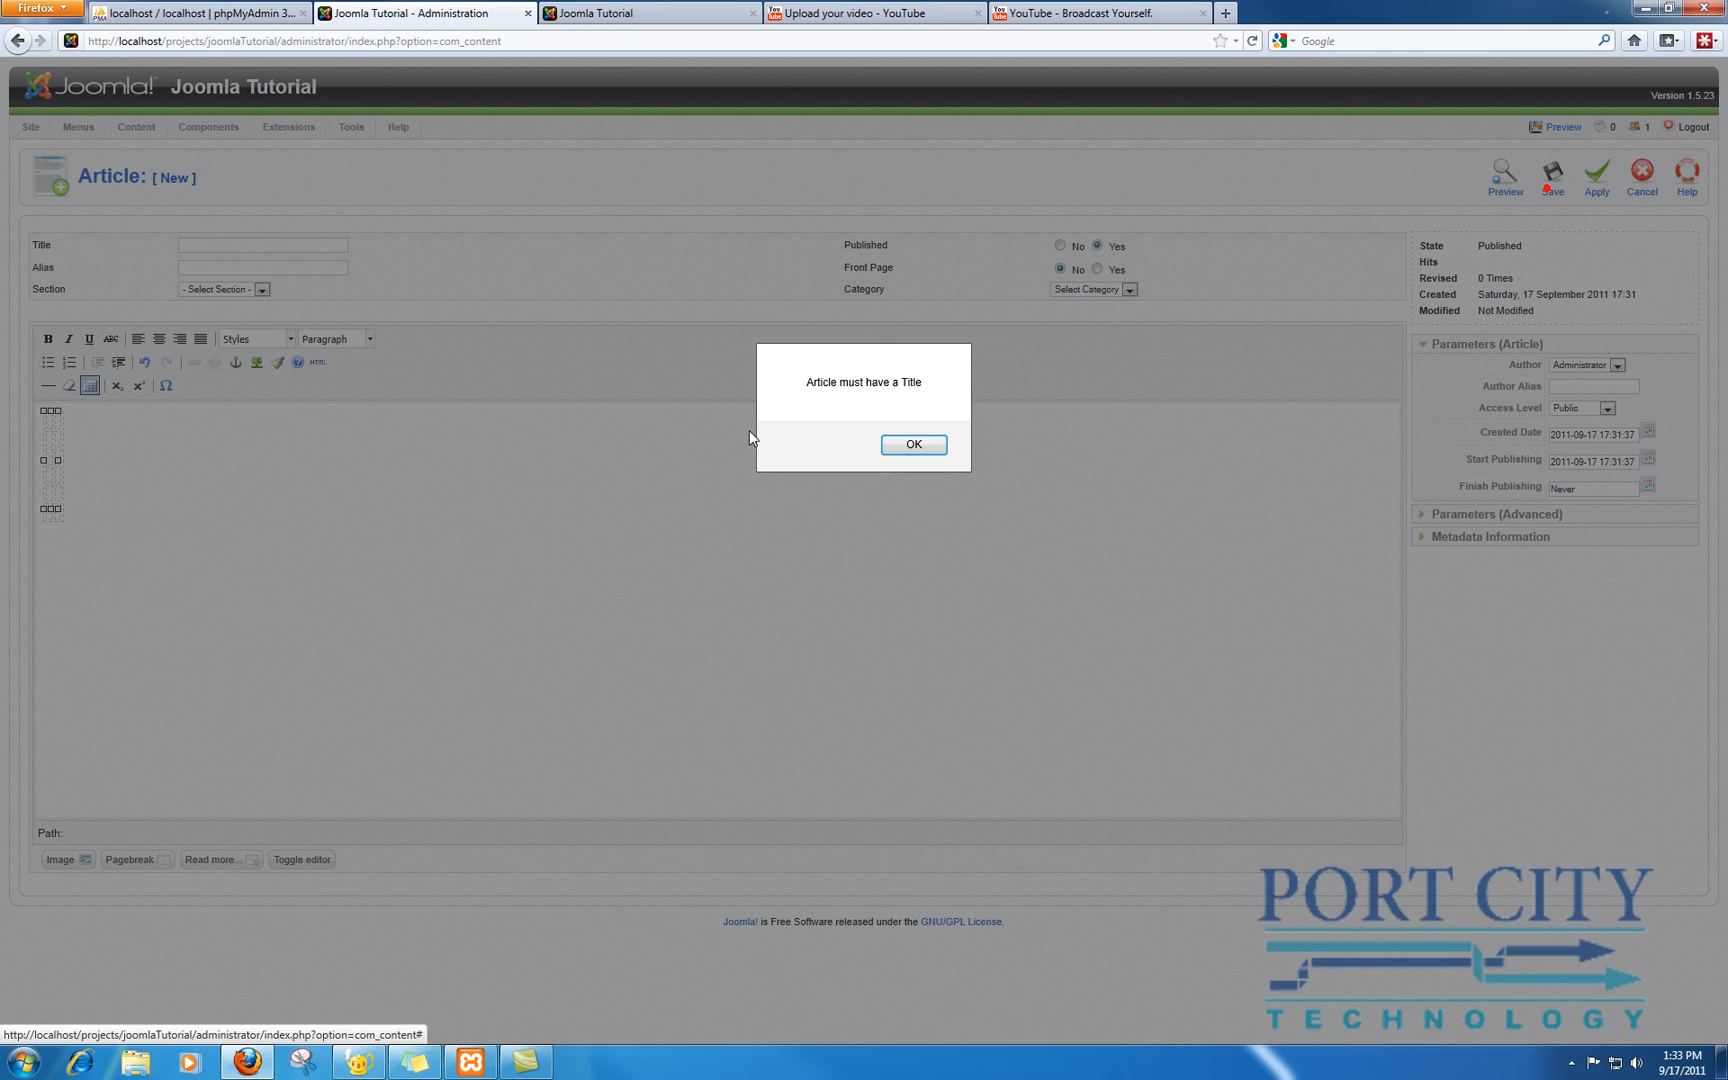 Firefox
localhost / localhost | phpMyAdmin 3...
Joomla Tutorial - Administration
Joomla Tutorial
Upload your video - YouTube
YouTube - Broadcast Yourself.
http://localhost/projects/joomlaTutorial/administrator/index.php?option=com_content
Google
Joomla! Joomla Tutorial
Version 1.5.23
Site Menus Content Components Extensions Tools Help
Preview 0 1 Logout
Article: [ New ]
Preview Save Apply Cancel Help
Title
Published No Yes
Alias
Front Page No Yes
Section - Select Section -
Category Select Category
State Published
Hits
Revised 0 Times
Created Saturday, 17 September 2011 17:31
Modified Not Modified
B I U ABC Styles Paragraph
HTML
Article must have a Title
OK
Parameters (Article)
Author Administrator
Author Alias
Access Level Public
Created Date 2011-09-17 17:31:37
Start Publishing 2011-09-17 17:31:37
Finish Publishing Never
Parameters (Advanced)
Metadata Information
Path:
Image Pagebreak Read more... Toggle editor
Joomla! is Free Software released under the GNU/GPL License.
PORT CITY
TECHNOLOGY
http://localhost/projects/joomlaTutorial/administrator/index.php?option=com_content#
1:33 PM
9/17/2011